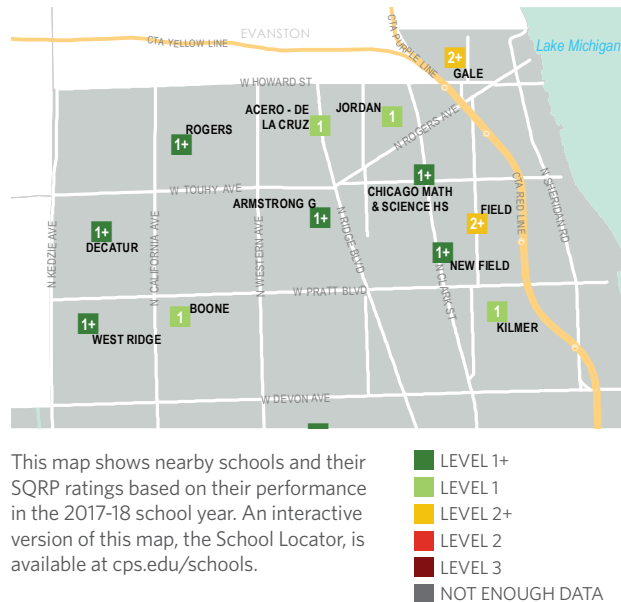 EVANSTON
CTA YELLOW LINE
CTA PURPLE LINE
Lake Michigan
2+
GALE
W HOWARD ST
ACERO - DE
LA CRUZ
1
JORDAN
1
N ROGERS AVE
1+
ROGERS
1+
CHICAGO MATH
& SCIENCE HS
W TOUHY AVE
ARMSTRONG G
1+
FIELD
2+
CTA RED LINE
N SHERIDAN RD
N KEDZIE AVE
1+
DECATUR
N CALIFORNIA AVE
N WESTERN AVE
N RIDGE BLVD
1+
NEW FIELD
N CLARK ST
W PRATT BLVD
1+
WEST RIDGE
BOONE
1
1
KILMER
W DEVON AVE
This map shows nearby schools and their
SQRP ratings based on their performance
in the 2017-18 school year. An interactive
version of this map, the School Locator, is
available at cps.edu/schools.
LEVEL 1+
LEVEL 1
LEVEL 2+
LEVEL 2
LEVEL 3
NOT ENOUGH DATA